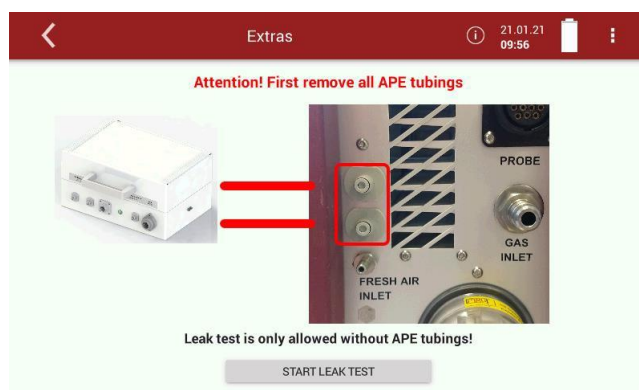 Extras
21.01.21
09:56
Attention! First remove all APE tubings
PROBE
GAS
INLET
FRESH AIR
INLET
Leak test is only allowed without APE tubings!
START LEAK TEST